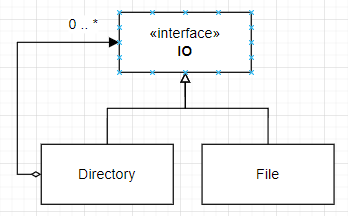 0 .. *
«interface»
IO
Directory
File